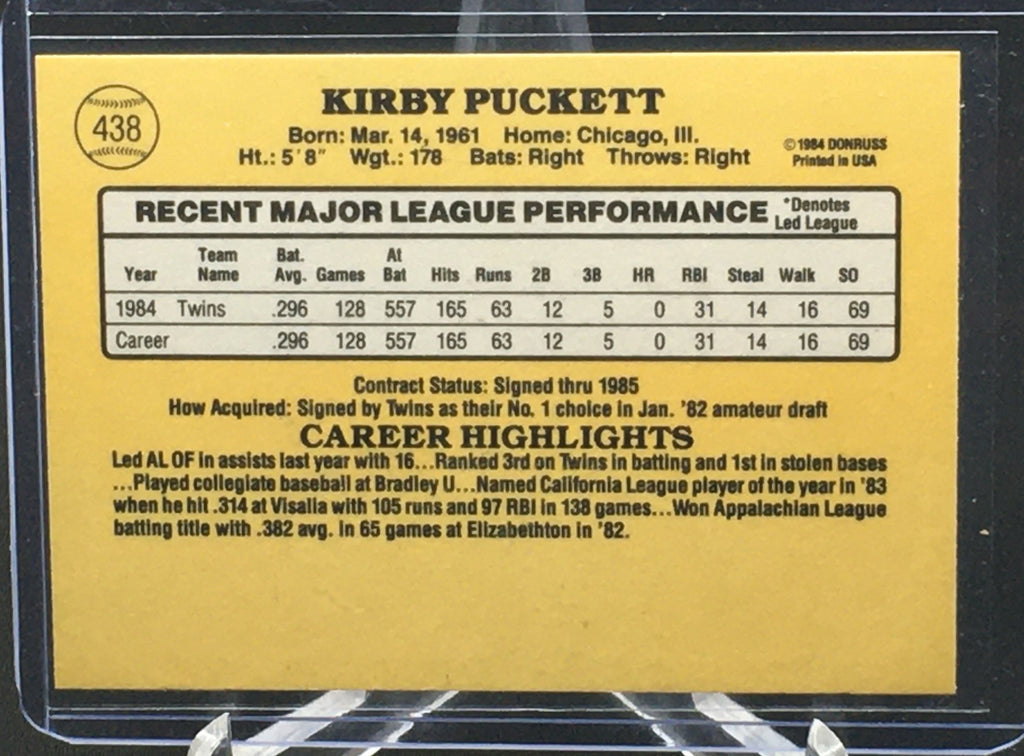 438
KIRBY PUCKETT
Born: Mar. 14, 1961 Home: Chicago, Ill.
Ht.: 5'8" Wgt.: 178 Bats: Right Throws: Right
©1984 DONRUSS
Printed in USA
RECENT MAJOR LEAGUE PERFORMANCE
*Denotes
Led League
Year Team Name Bat. Avg. Games At Bat Hits Runs 2B 3B HR RBI Steal Walk SO
1984 Twins .296 128 557 165 63 12 5 0 31 14 16 69
Career .296 128 557 165 63 12 5 0 31 14 16 69
Contract Status: Signed thru 1985
How Acquired: Signed by Twins as their No. 1 choice in Jan. '82 amateur draft
CAREER HIGHLIGHTS
Led AL OF in assists last year with 16...Ranked 3rd on Twins in batting and 1st in stolen bases
...Played collegiate baseball at Bradley U...Named California League player of the year in '83
when he hit .314 at Visalia with 105 runs and 97 RBI in 138 games...Won Appalachian League
batting title with .382 avg. in 65 games at Elizabethton in '82.